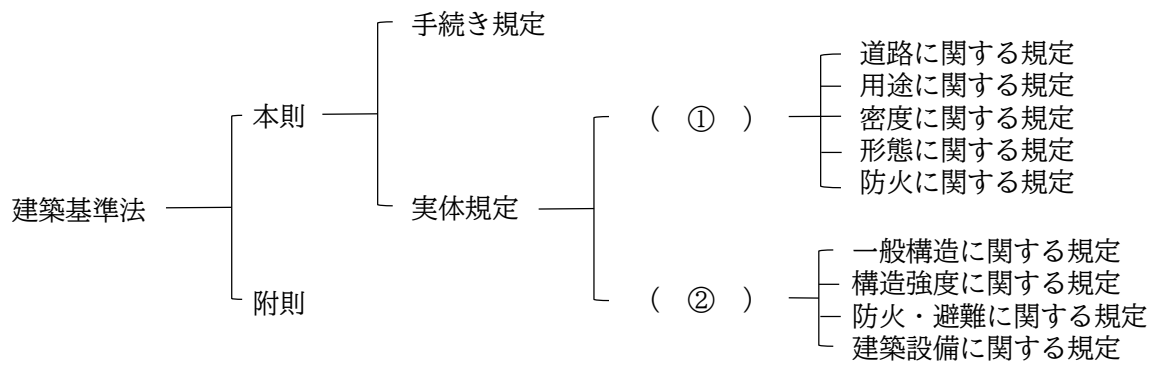 建築基準法
本則
附則
手続き規定
実体規定
（　①　）
道路に関する規定
用途に関する規定
密度に関する規定
形態に関する規定
防火に関する規定
（　②　）
一般構造に関する規定
構造強度に関する規定
防火・避難に関する規定
建築設備に関する規定